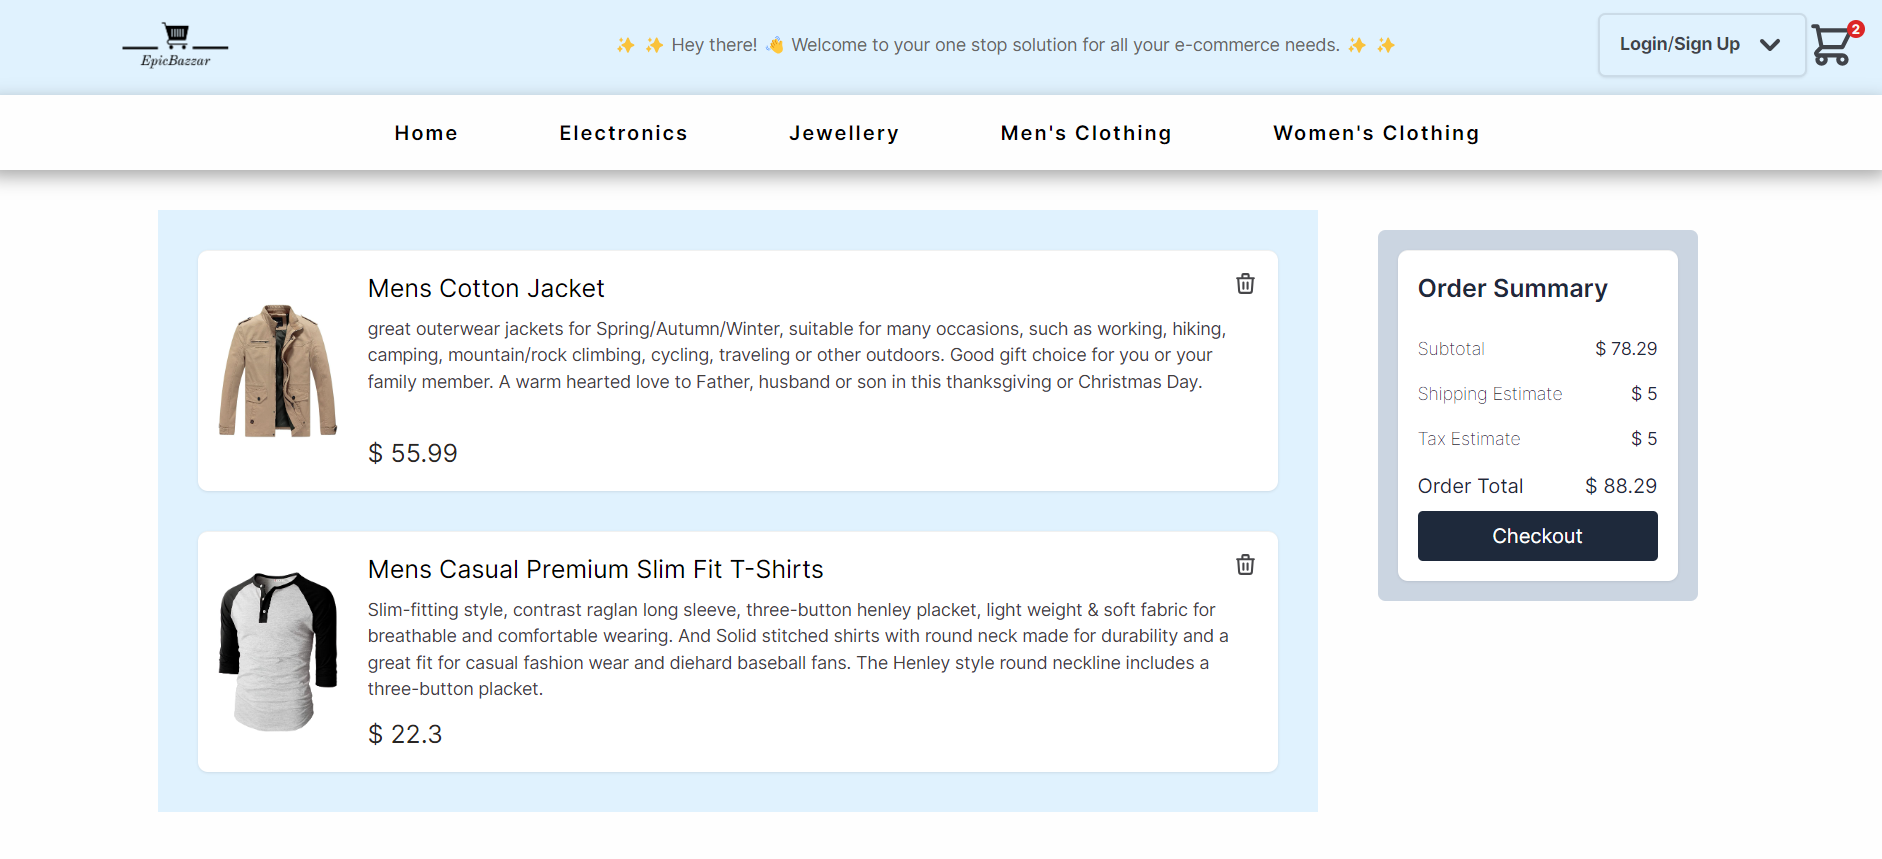 EpicBazzar
✨ ✨ Hey there! 👋 Welcome to your one stop solution for all your e-commerce needs. ✨ ✨
Login/Sign Up
2
Home
Electronics
Jewellery
Men's Clothing
Women's Clothing
Mens Cotton Jacket
great outerwear jackets for Spring/Autumn/Winter, suitable for many occasions, such as working, hiking,
camping, mountain/rock climbing, cycling, traveling or other outdoors. Good gift choice for you or your
family member. A warm hearted love to Father, husband or son in this thanksgiving or Christmas Day.
$ 55.99
Mens Casual Premium Slim Fit T-Shirts
Slim-fitting style, contrast raglan long sleeve, three-button henley placket, light weight & soft fabric for
breathable and comfortable wearing. And Solid stitched shirts with round neck made for durability and a
great fit for casual fashion wear and diehard baseball fans. The Henley style round neckline includes a
three-button placket.
$ 22.3
Order Summary
Subtotal $ 78.29
Shipping Estimate $ 5
Tax Estimate $ 5
Order Total $ 88.29
Checkout